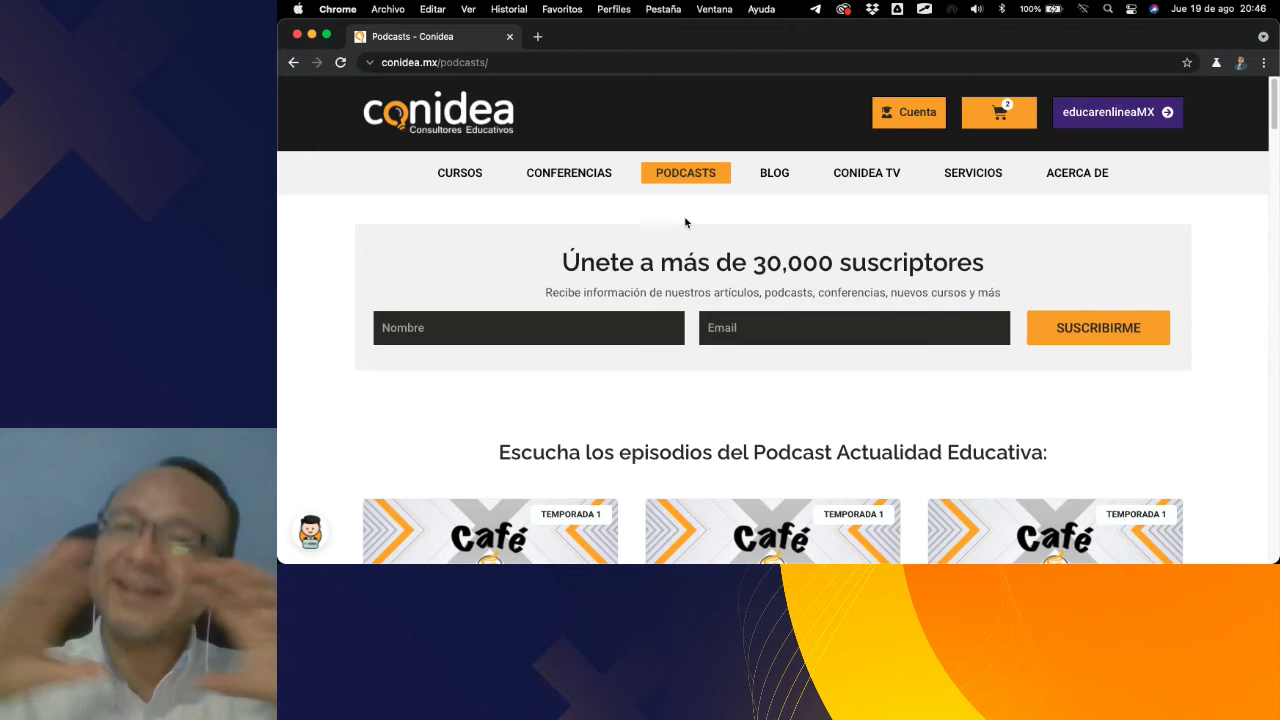 Chrome Archivo Editar Ver Historial Favoritos Perfiles Pestaña Ventana Ayuda 100% Jue 19 de ago 20:46
Podcasts - Conidea
conidea.mx/podcasts/
conidea
Consultores Educativos
Cuenta 2 educarenlineaMX
CURSOS CONFERENCIAS PODCASTS BLOG CONIDEA TV SERVICIOS ACERCA DE
Únete a más de 30,000 suscriptores
Recibe información de nuestros artículos, podcasts, conferencias, nuevos cursos y más
Nombre Email SUSCRIBIRME
Escucha los episodios del Podcast Actualidad Educativa:
TEMPORADA 1 TEMPORADA 1 TEMPORADA 1
Café Café Café